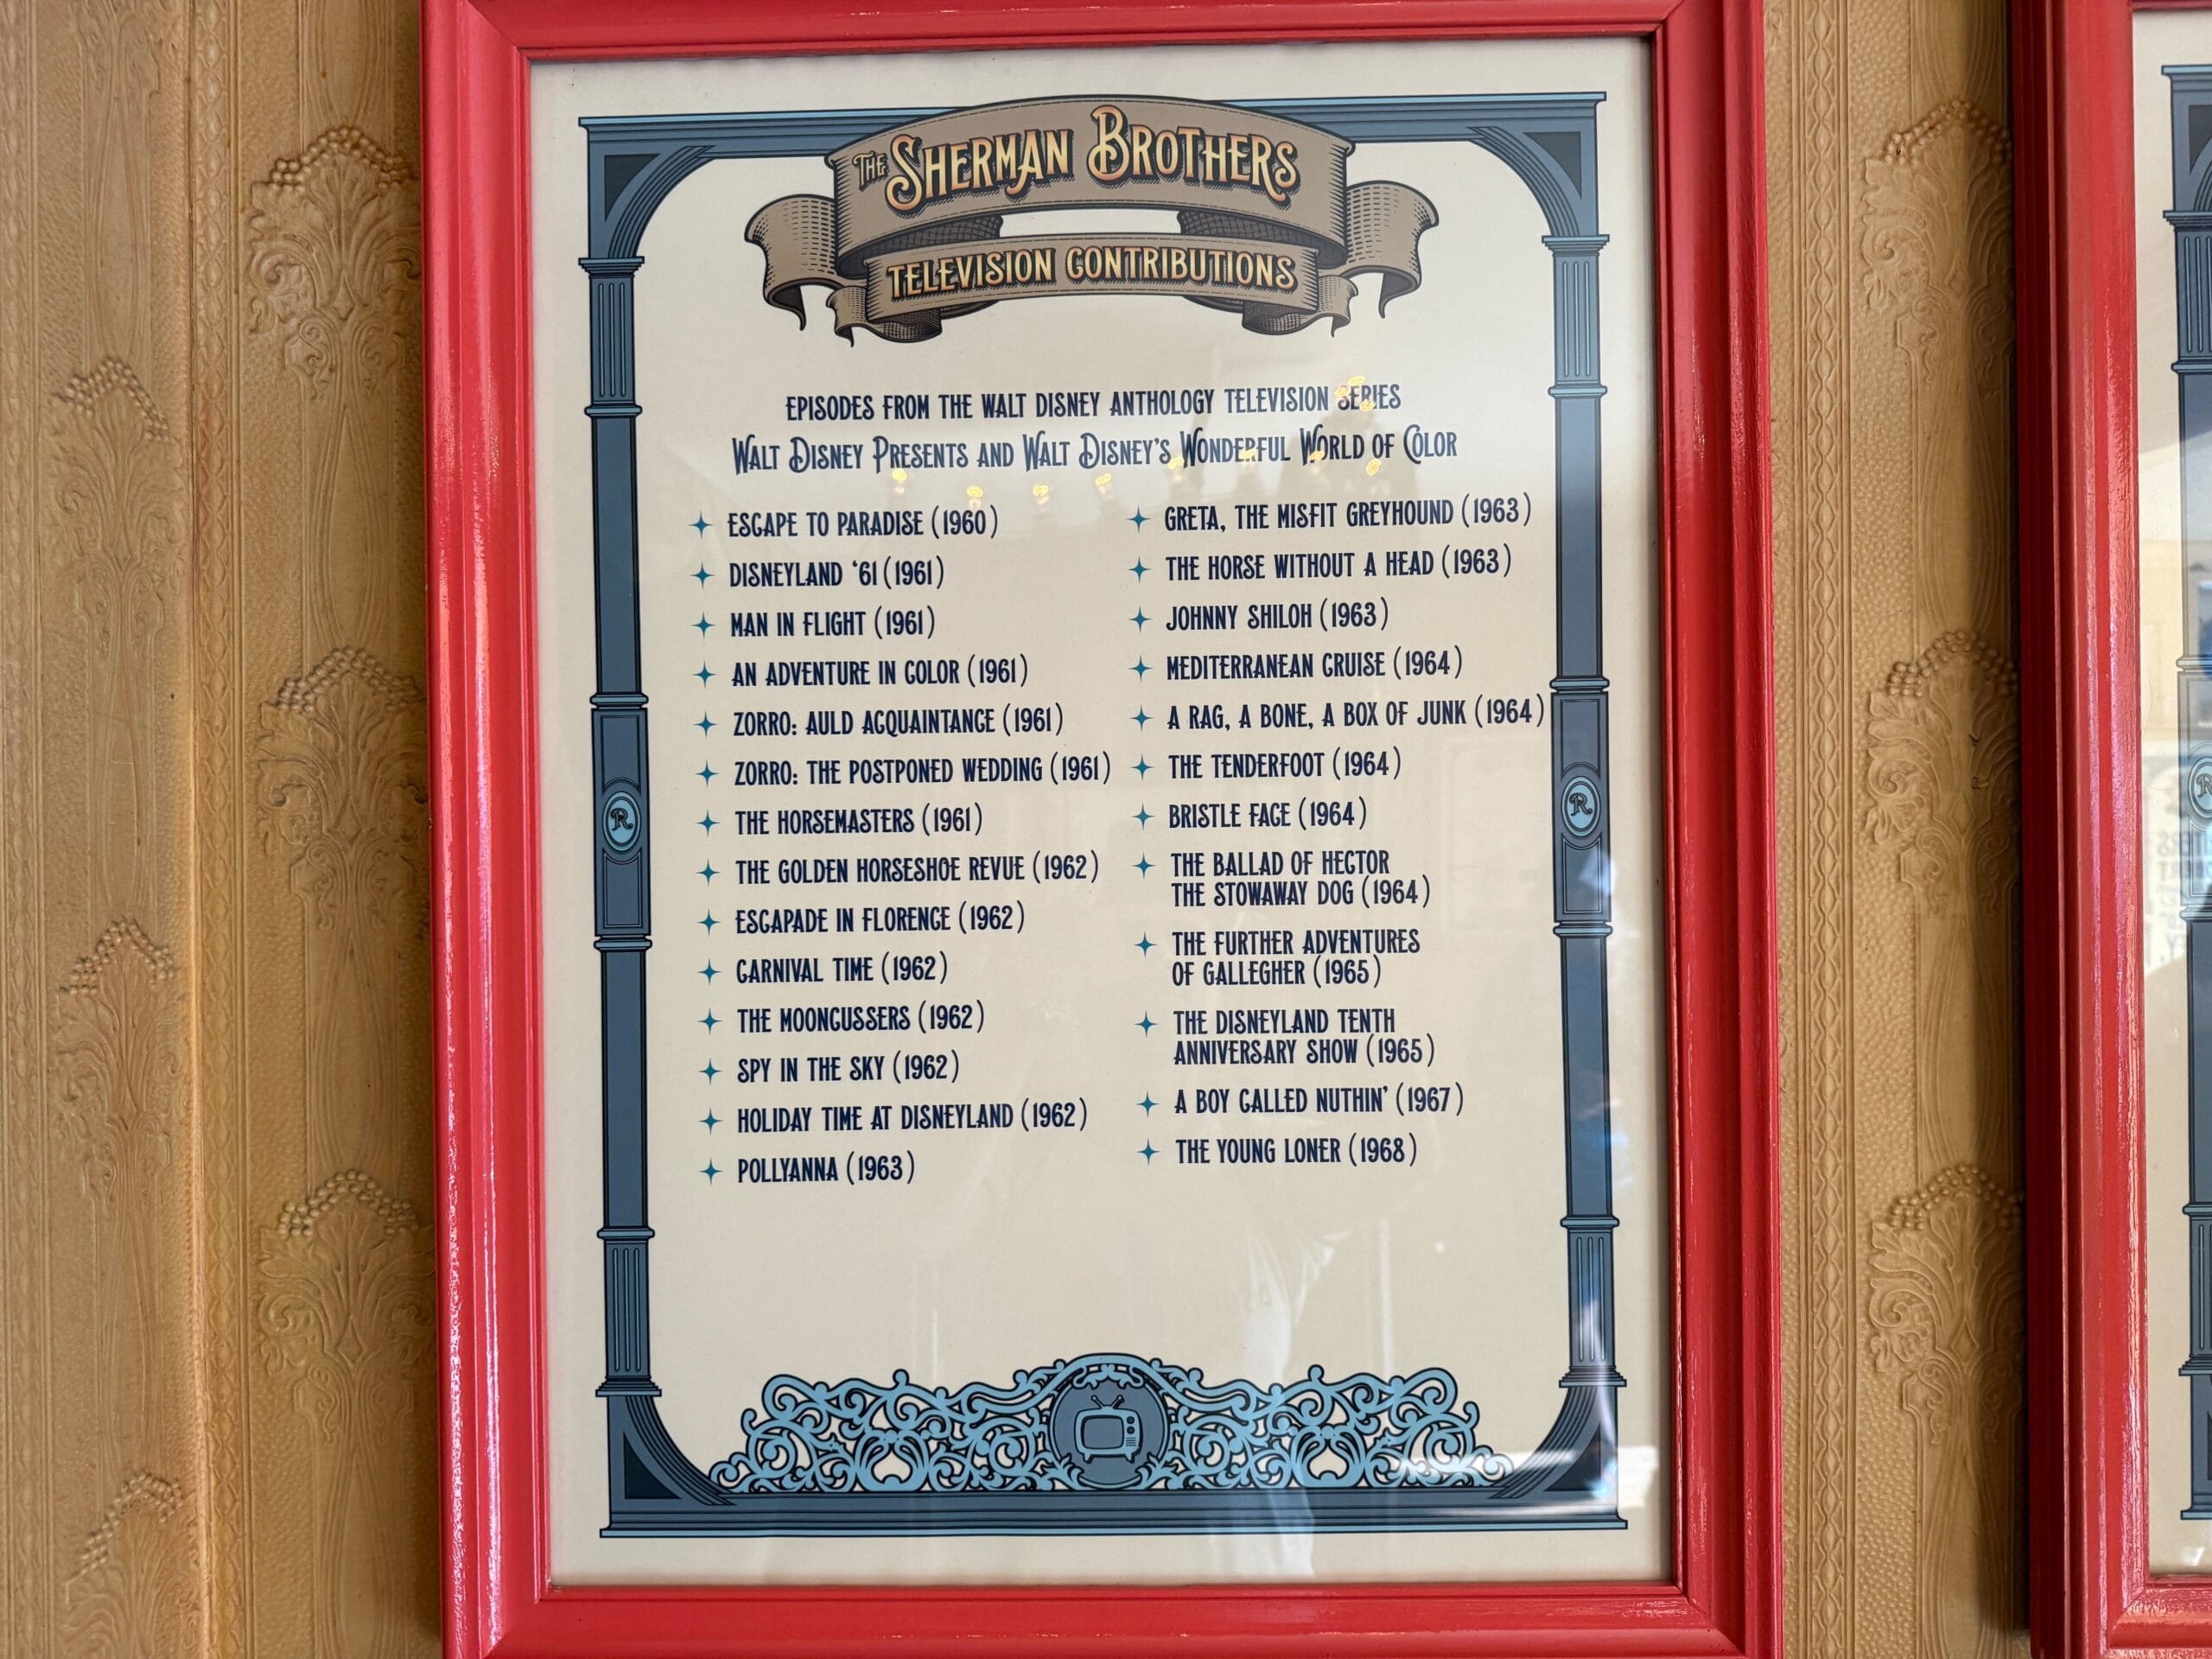 THE SHERMAN BROTHERS
TELEVISION CONTRIBUTIONS
EPISODES FROM THE WALT DISNEY ANTHOLOGY TELEVISION SERIES
WALT DISNEY PRESENTS AND WALT DISNEY'S WONDERFUL WORLD OF COLOR
ESCAPE TO PARADISE (1960)
DISNEYLAND '61 (1961)
MAN IN FLIGHT (1961)
AN ADVENTURE IN COLOR (1961)
ZORRO: AULD ACQUAINTANCE (1961)
ZORRO: THE POSTPONED WEDDING (1961)
THE HORSEMASTERS (1961)
THE GOLDEN HORSESHOE REVUE (1962)
ESCAPADE IN FLORENCE (1962)
CARNIVAL TIME (1962)
THE MOONCUSSERS (1962)
SPY IN THE SKY (1962)
HOLIDAY TIME AT DISNEYLAND (1962)
POLLYANNA (1963)
GRETA, THE MISFIT GREYHOUND (1963)
THE HORSE WITHOUT A HEAD (1963)
JOHNNY SHILOH (1963)
MEDITERRANEAN CRUISE (1964)
A RAG, A BONE, A BOX OF JUNK (1964)
THE TENDERFOOT (1964)
BRISTLE FACE (1964)
THE BALLAD OF HECTOR
THE STOWAWAY DOG (1964)
THE FURTHER ADVENTURES
OF GALLEGHER (1965)
THE DISNEYLAND TENTH
ANNIVERSARY SHOW (1965)
A BOY CALLED NUTHIN' (1967)
THE YOUNG LONER (1968)
R
R